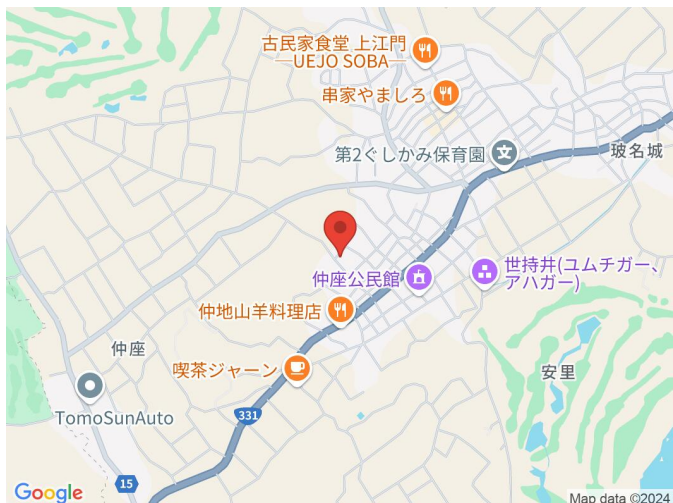 古民家食堂 上江門
—UEJO SOBA—
串家やましろ
第2ぐしかみ保育園
玻名城
世持井(ユムチガー、
アハガー)
仲座公民館
仲地山羊料理店
仲座
喫茶ジャーン
安里
TomoSunAuto
331
15
Google
Map data ©2024